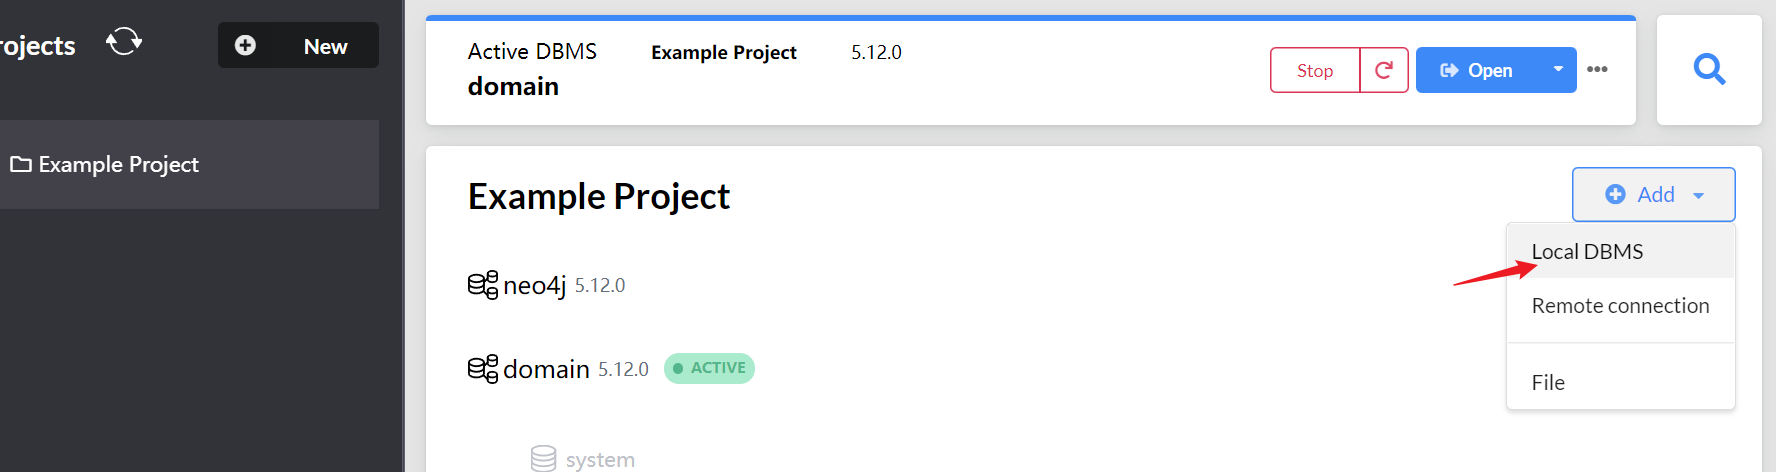 rojects
New
Example Project
Active DBMS Example Project 5.12.0
domain
Stop
Open
Example Project
Add
Local DBMS
Remote connection
File
neo4j 5.12.0
domain 5.12.0 ACTIVE
system